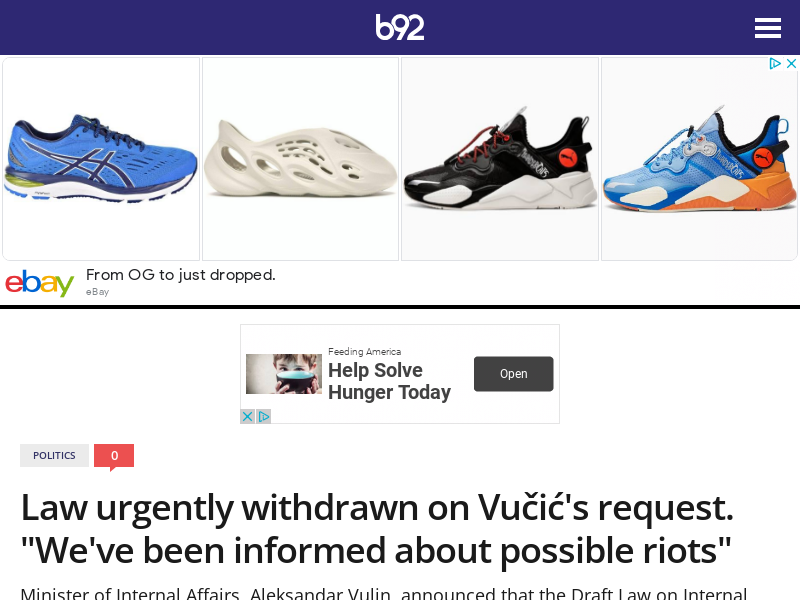 b92
ebay
From OG to just dropped.
eBay
Feeding America
Help Solve
Hunger Today
Open
POLITICS
0
Law urgently withdrawn on Vučić's request.
"We've been informed about possible riots"
Minister of Internal Affairs, Aleksandar Vulin, announced that the Draft Law on Internal